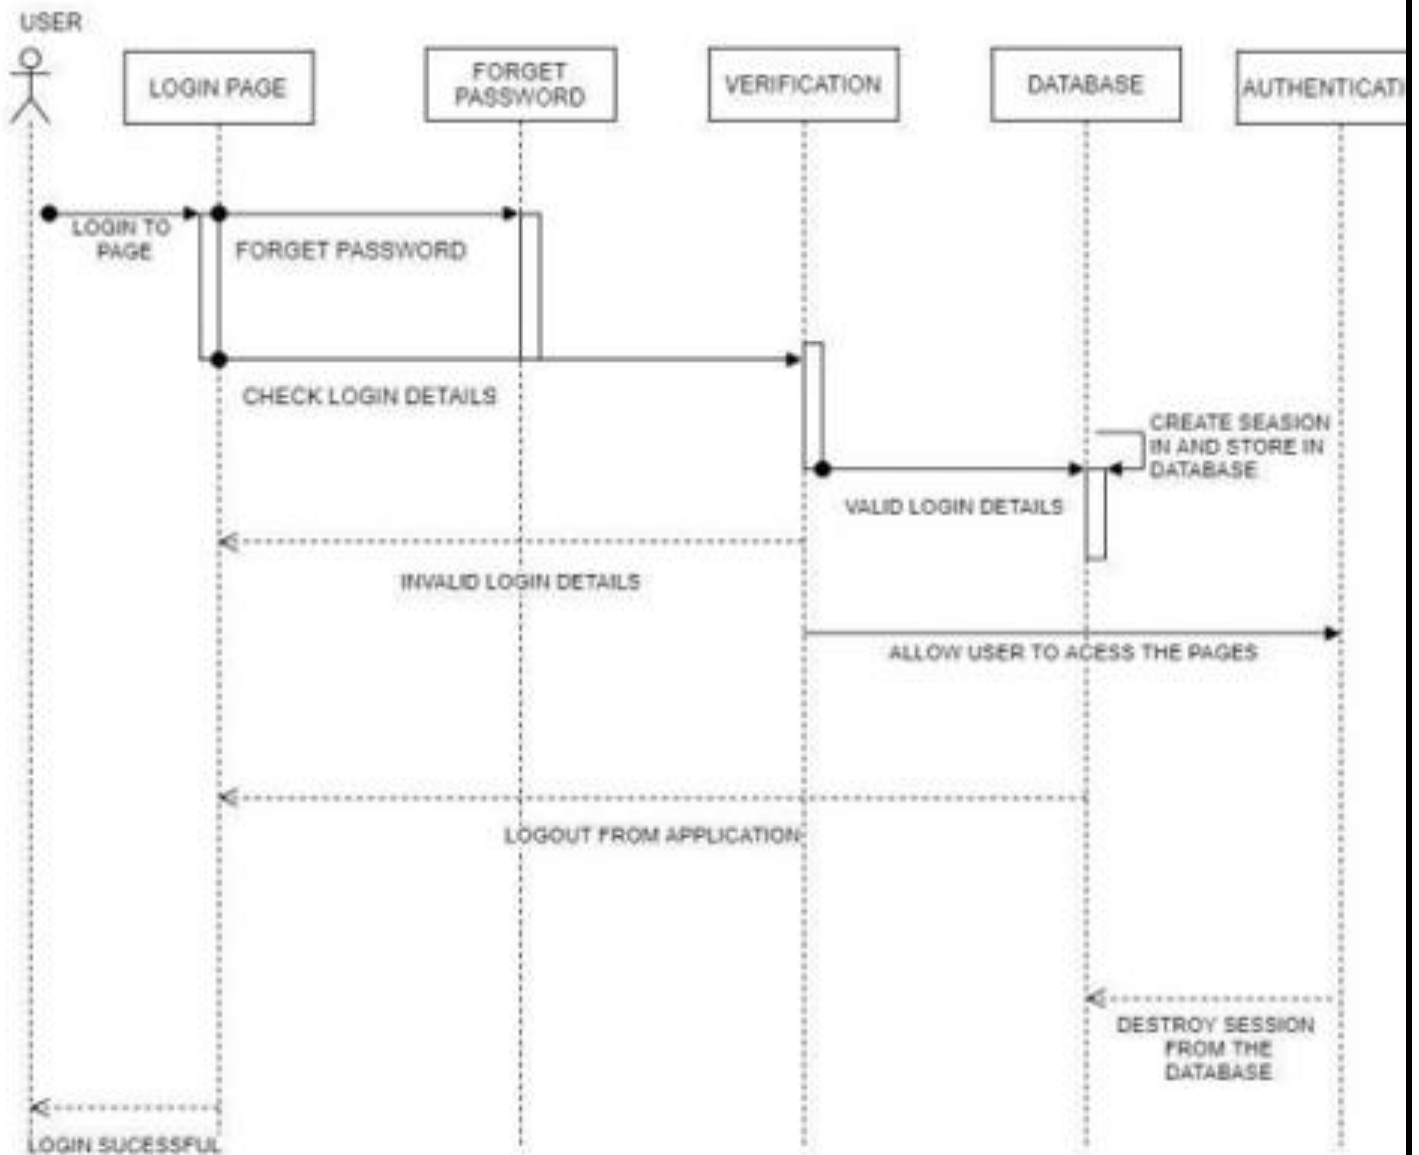 USER
LOGIN PAGE
FORGET
PASSWORD
VERIFICATION
DATABASE
AUTHENTICATI
LOGIN TO
PAGE
FORGET PASSWORD
CHECK LOGIN DETAILS
CREATE SEASION
IN AND STORE IN
DATABASE
VALID LOGIN DETAILS
INVALID LOGIN DETAILS
ALLOW USER TO ACESS THE PAGES
LOGOUT FROM APPLICATION
DESTROY SESSION
FROM THE
DATABASE
LOGIN SUCESSFUL